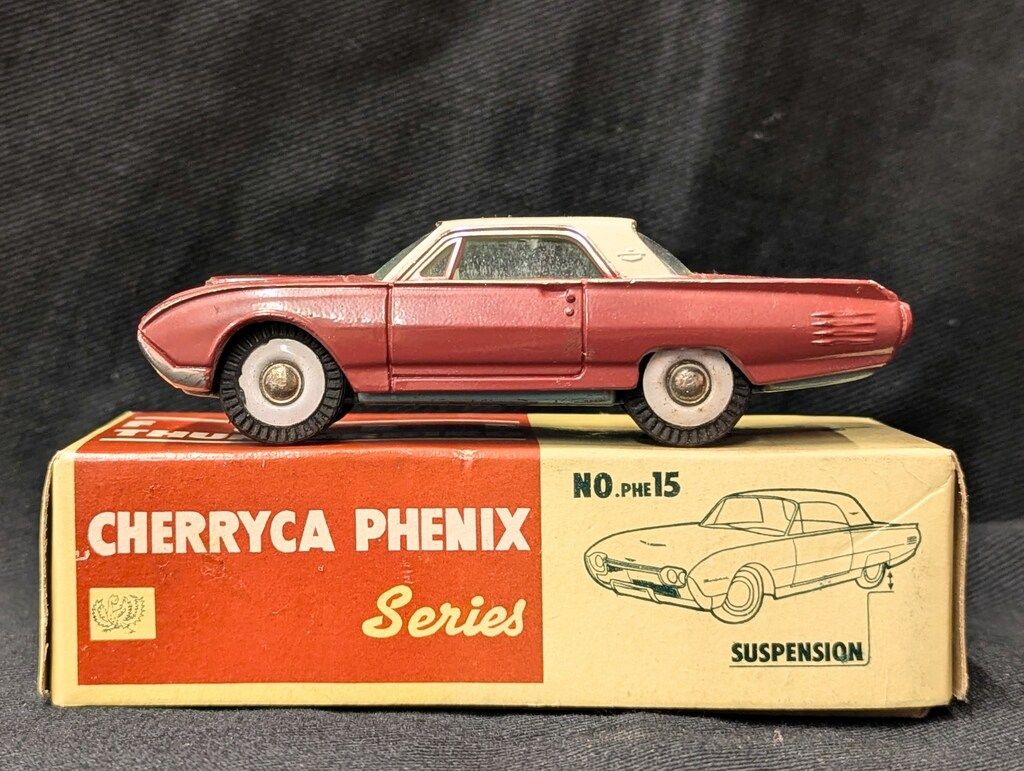 CHERRYCA PHENIX
Series
NO.PHE15
SUSPENSION